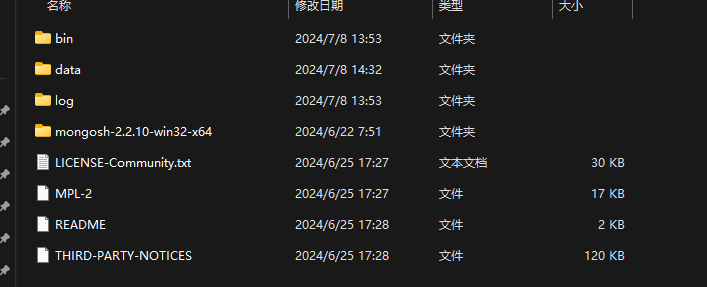 名称 修改日期 类型 大小
bin 2024/7/8 13:53 文件夹
data 2024/7/8 14:32 文件夹
log 2024/7/8 13:53 文件夹
mongosh-2.2.10-win32-x64 2024/6/22 7:51 文件夹
LICENSE-Community.txt 2024/6/25 17:27 文本文档 30 KB
MPL-2 2024/6/25 17:27 文件 17 KB
README 2024/6/25 17:28 文件 2 KB
THIRD-PARTY-NOTICES 2024/6/25 17:28 文件 120 KB